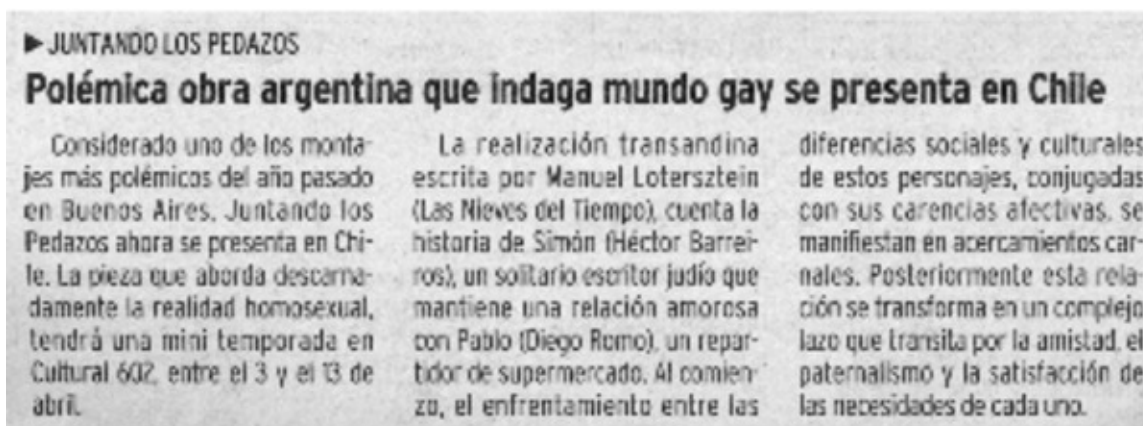 ▶JUNTANDO LOS PEDAZOS
Polémica obra argentina que indaga mundo gay se presenta en Chile
Considerado uno de los monta-
jes más polémicos del año pasado
en Buenos Aires, Juntando los
Pedazos ahora se presenta en Chi-
le. La pieza que aborda descarna-
damente la realidad homosexual,
tendrá una mini temporada en
Cultural 602, entre el 3 y el 13 de
abril.
La realización transandina
escrita por Manuel Lotersztein
(Las Nieves del Tiempo), cuenta la
historia de Simón (Héctor Barrei-
ros), un solitario escritor judío que
mantiene una relación amorosa
con Pablo (Diego Romo), un repar-
tidor de supermercado. Al comien-
zo, el enfrentamiento entre las
diferencias sociales y culturales
de estos personajes, conjugadas
con sus carencias afectivas, se
manifiestan en acercamientos car-
nales. Posteriormente esta rela-
ción se transforma en un complejo
lazo que transita por la amistad, el
paternalismo y la satisfacción de
las necesidades de cada uno.